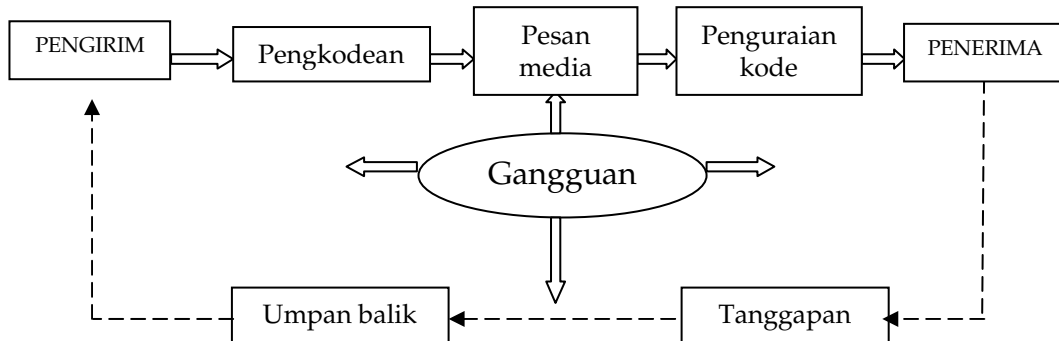 PENGIRIM
Pengkodean
Pesan
media
Penguraian
kode
PENERIMA
Gangguan
Umpan balik
Tanggapan